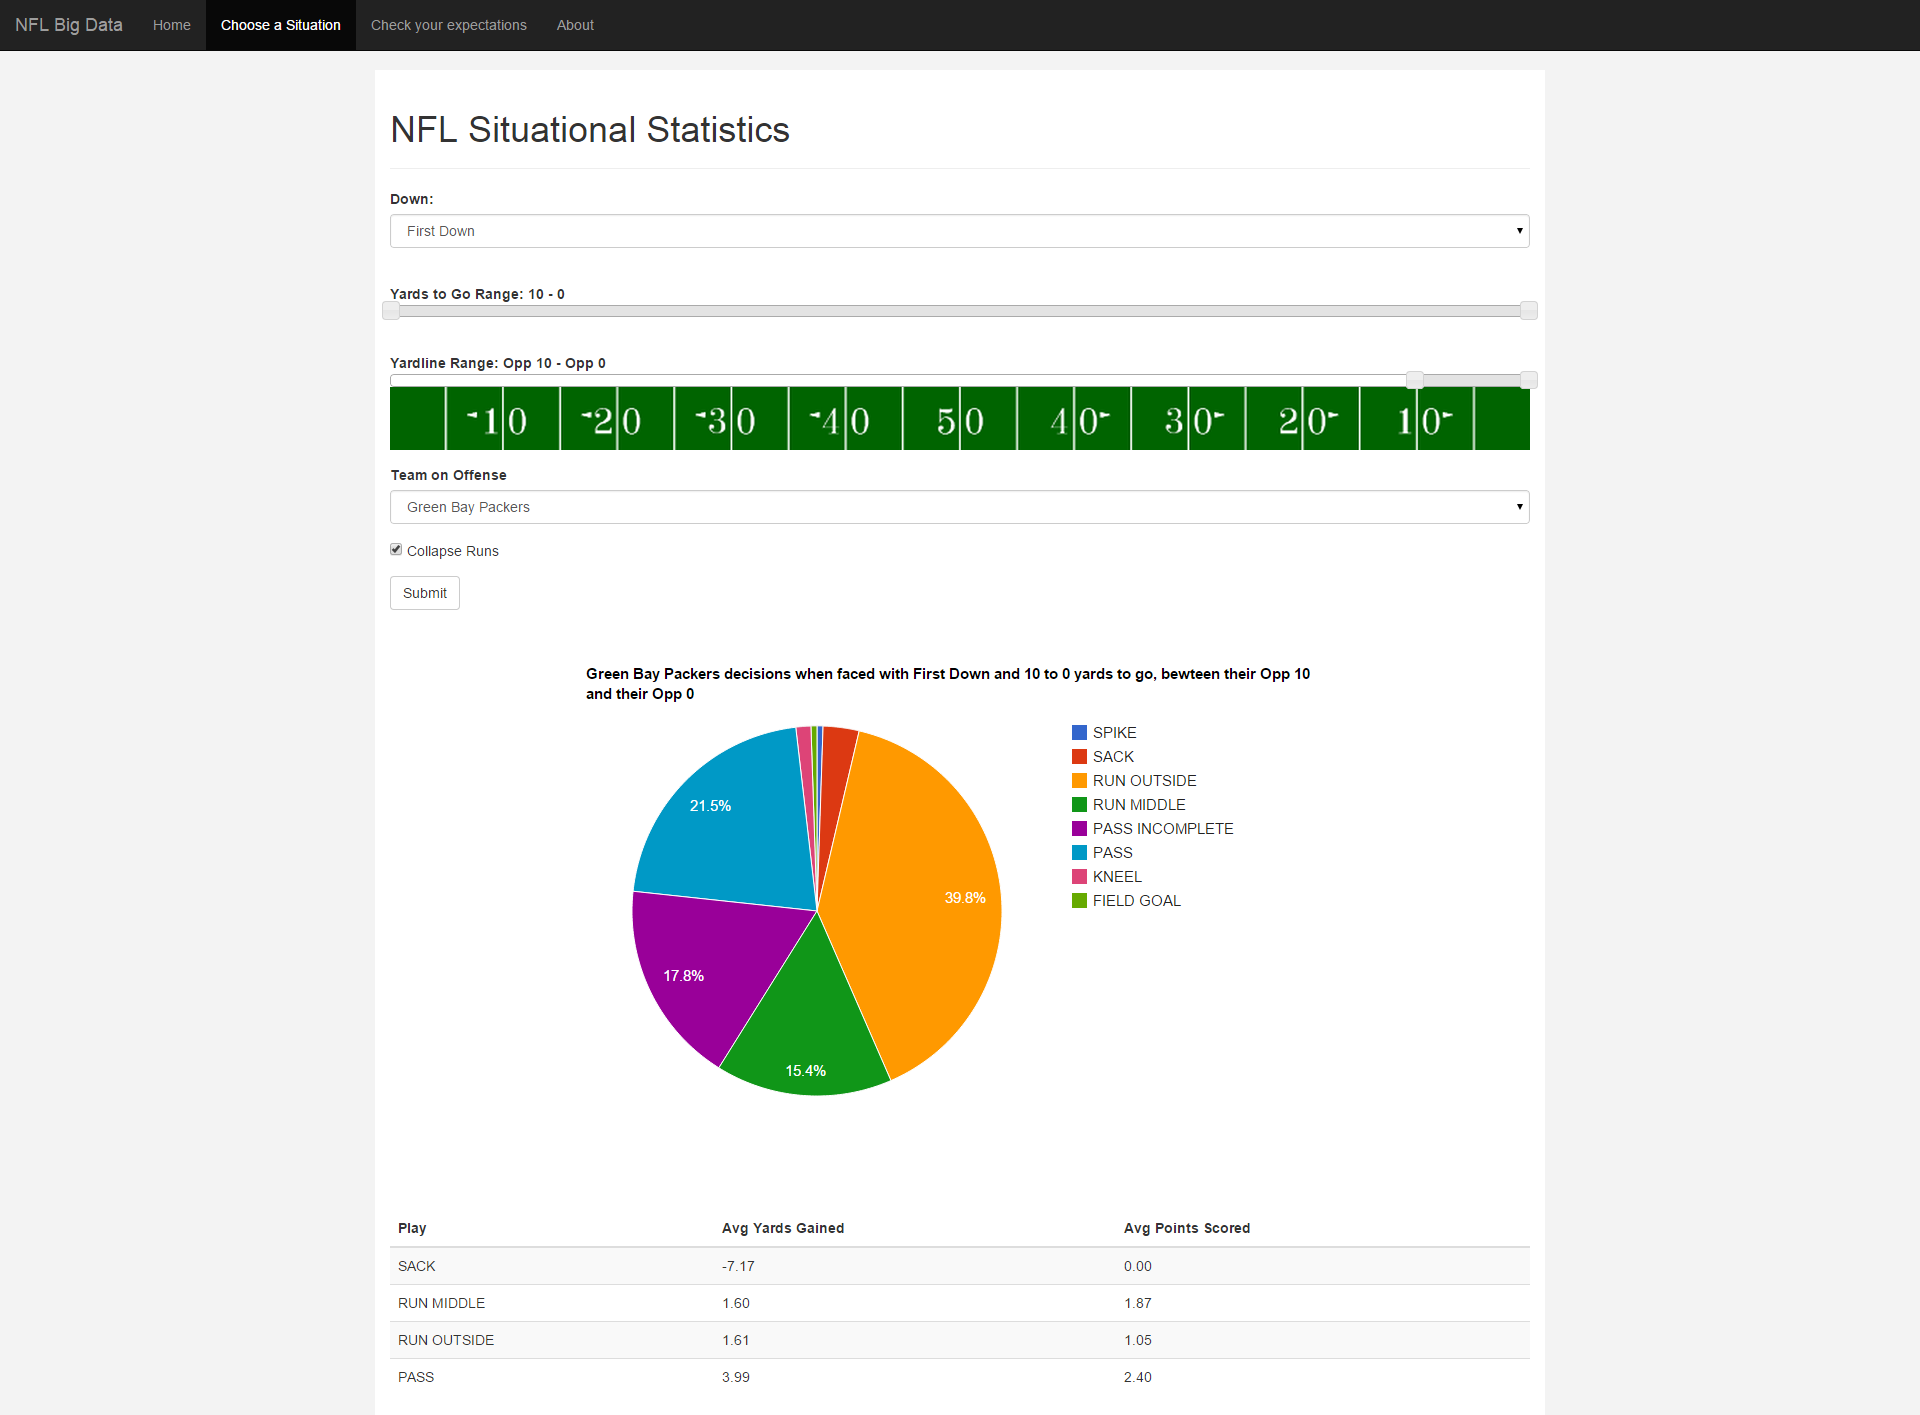 NFL Big Data Home Choose a Situation Check your expectations About
NFL Situational Statistics
Down:
First Down
Yards to Go Range: 10 - 0
Yardline Range: Opp 10 - Opp 0
10 20 30 40 50 40 30 20 10
Team on Offense
Green Bay Packers
Collapse Runs
Submit
Green Bay Packers decisions when faced with First Down and 10 to 0 yards to go, bewteen their Opp 10
and their Opp 0
SPIKE
SACK
RUN OUTSIDE
RUN MIDDLE
PASS INCOMPLETE
PASS
KNEEL
FIELD GOAL
21.5%
39.8%
17.8%
15.4%
Play Avg Yards Gained Avg Points Scored
SACK -7.17 0.00
RUN MIDDLE 1.60 1.87
RUN OUTSIDE 1.61 1.05
PASS 3.99 2.40